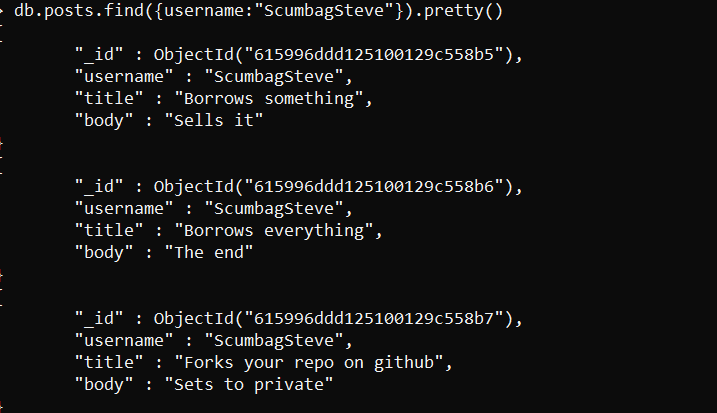 db.posts.find({username:"ScumbagSteve"}).pretty()
"_id" : ObjectId("615996ddd125100129c558b5"),
"username" : "ScumbagSteve",
"title" : "Borrows something",
"body" : "Sells it"
"_id" : ObjectId("615996ddd125100129c558b6"),
"username" : "ScumbagSteve",
"title" : "Borrows everything",
"body" : "The end"
"_id" : ObjectId("615996ddd125100129c558b7"),
"username" : "ScumbagSteve",
"title" : "Forks your repo on github",
"body" : "Sets to private"